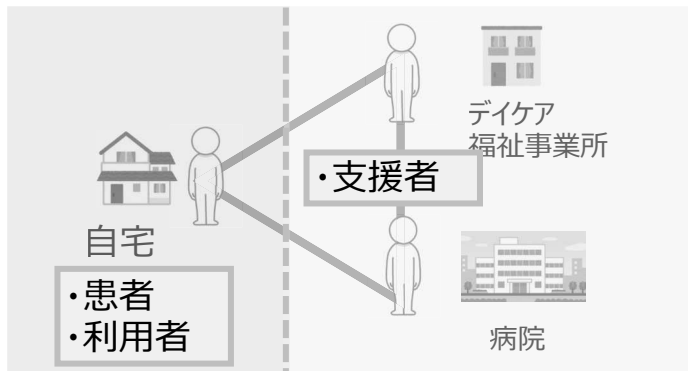 デイケア
福祉事業所
・支援者
自宅
・患者
・利用者
病院